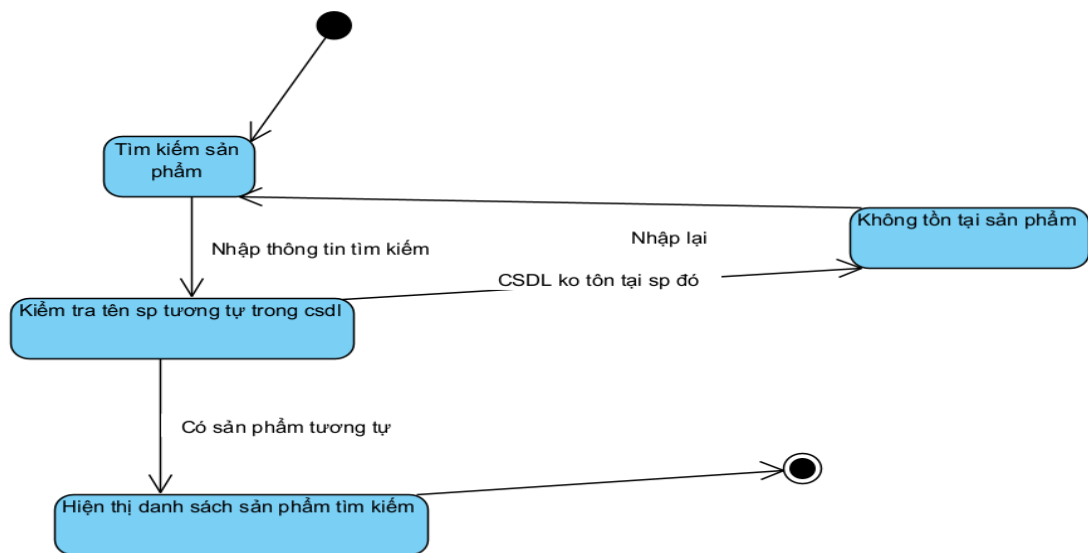 Tìm kiếm sản
phẩm
Không tồn tại sản phẩm
Nhập lại
Nhập thông tin tìm kiếm
CSDL ko tôn tại sp đó
Kiểm tra tên sp tương tự trong csdl
Có sản phẩm tương tự
Hiện thị danh sách sản phẩm tìm kiếm